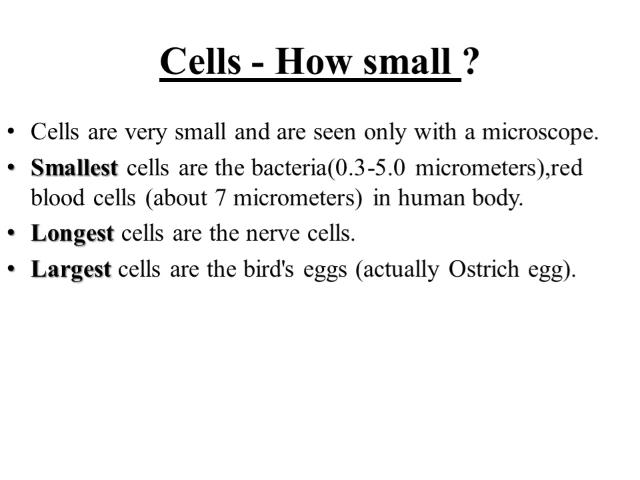 Cells - How small ?
• Cells are very small and are seen only with a microscope.
• Smallest cells are the bacteria(0.3-5.0 micrometers),red
blood cells (about 7 micrometers) in human body.
• Longest cells are the nerve cells.
• Largest cells are the bird's eggs (actually Ostrich egg).